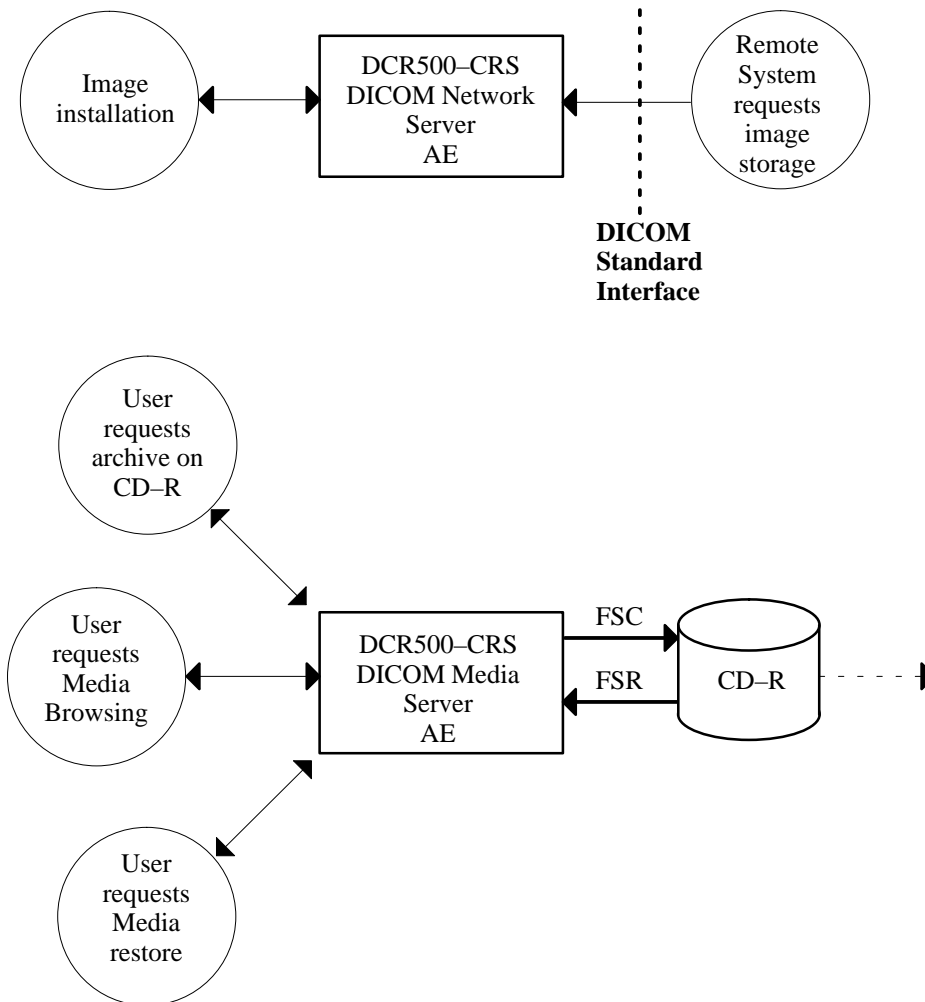 Image
installation
DCR500–CRS
DICOM Network
Server
AE
Remote
System
requests
image
storage
DICOM
Standard
Interface
User
requests
archive on
CD–R
User
requests
Media
Browsing
DCR500–CRS
DICOM Media
Server
AE
FSC
FSR
CD–R
User
requests
Media
restore